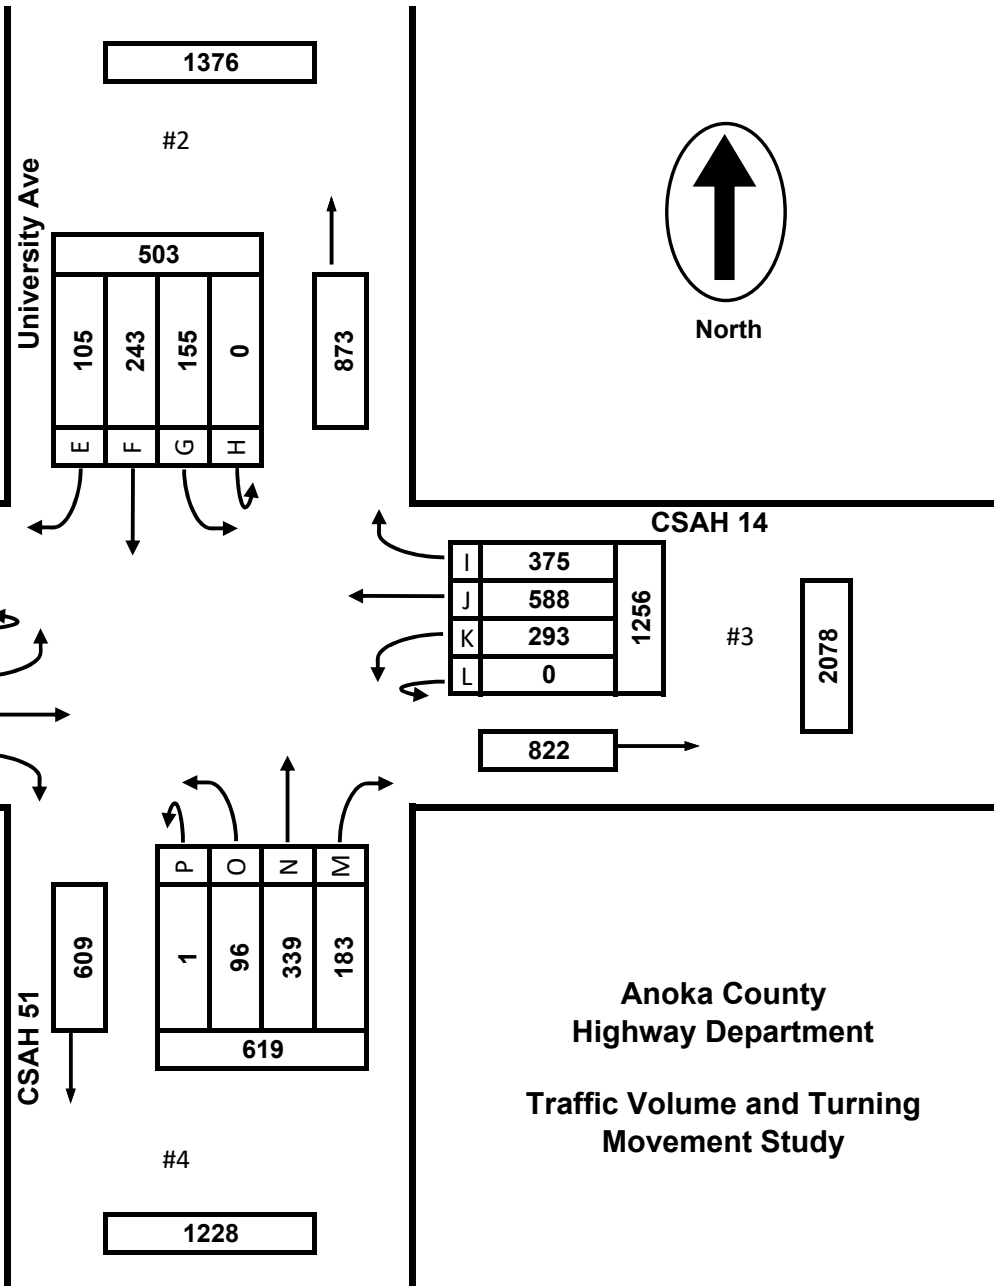 1376
#2
University Ave
503
105
243
155
0
E
F
G
H
873
North
CSAH 14
I 375
J 588
K 293
L 0
1256
#3
2078
822
P
O
N
M
1
96
339
183
619
609
CSAH 51
#4
1228
Anoka County
Highway Department
Traffic Volume and Turning
Movement Study